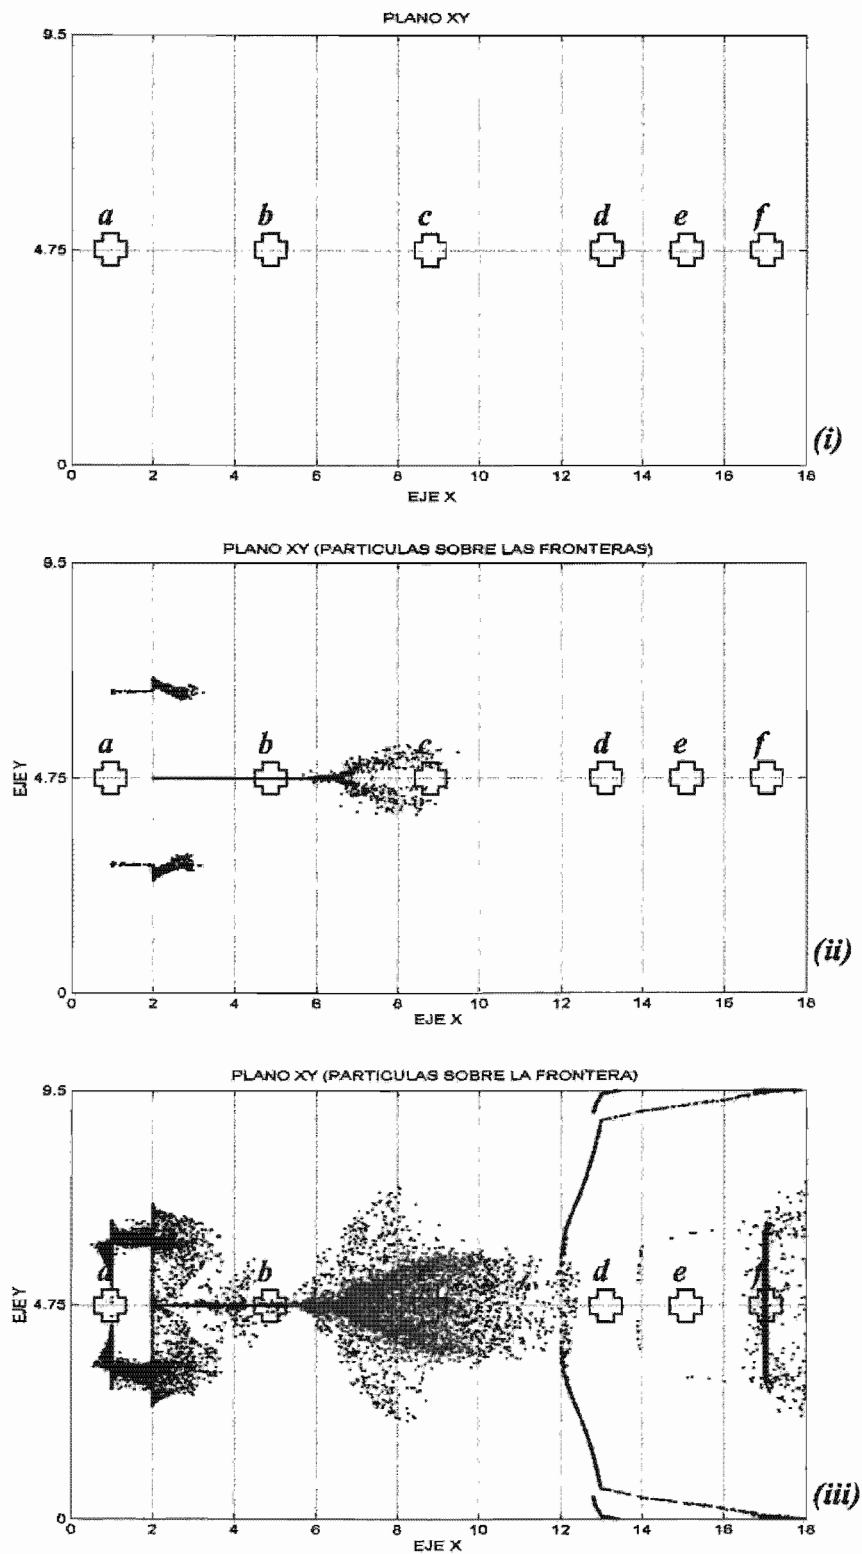 PLANO XY
9.5
a b c d e f
4.75
(i)
0
0 2 4 6 8 10 12 14 16 18
EJE X
PLANO XY (PARTICULAS SOBRE LAS FRONTERAS)
9.5
a b c d e f
EJE Y
4.75
(ii)
0
0 2 4 6 8 10 12 14 16 18
EJE X
PLANO XY (PARTICULAS SOBRE LA FRONTERA)
9.5
a b c d e f
EJE Y
4.75
(iii)
0
0 2 4 6 8 10 12 14 16 18
EJE X